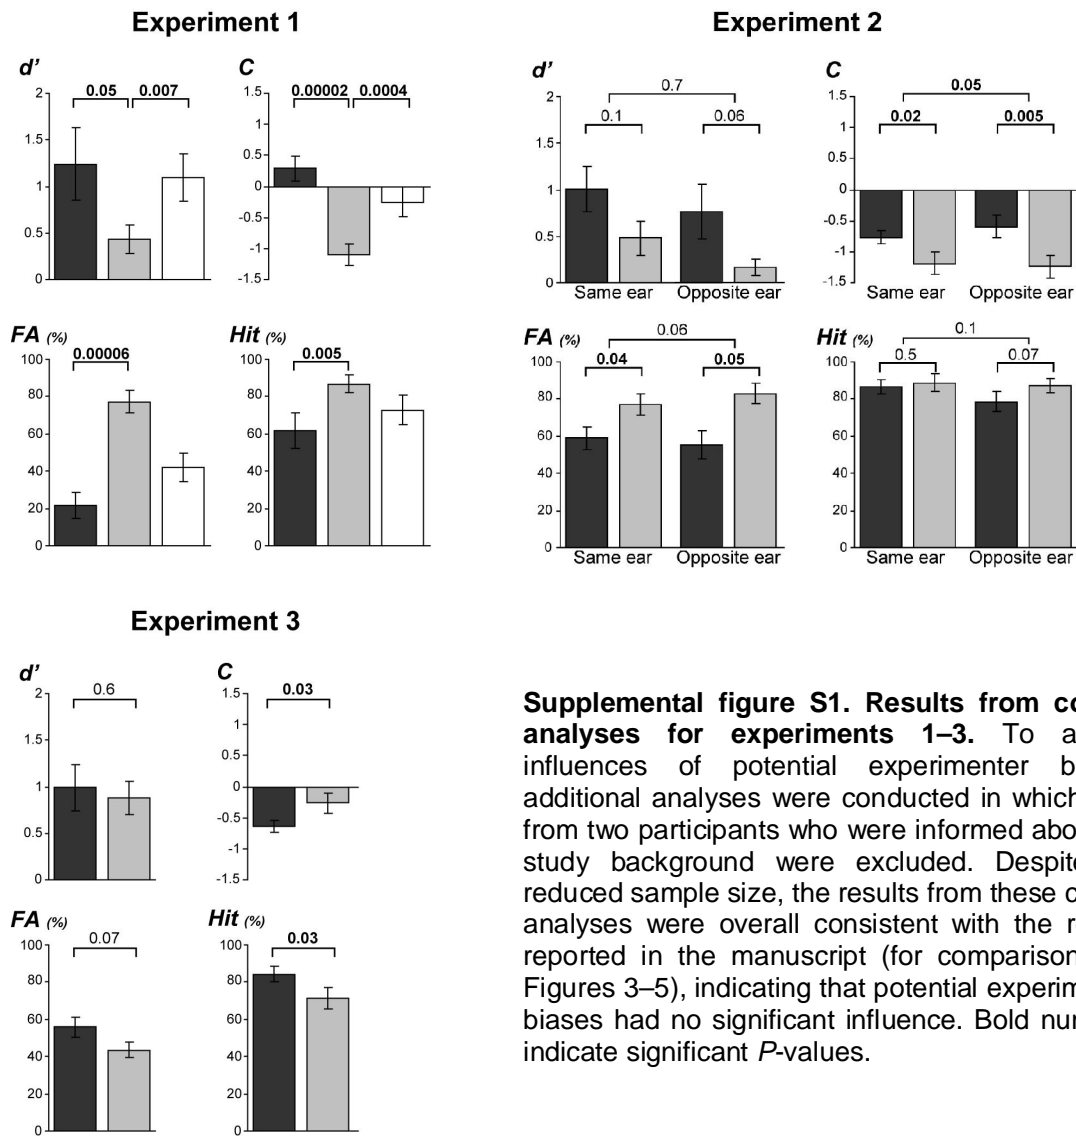 Experiment 1
d'
0.05 0.007
2
1.5
1
0.5
0
C
0.00002 0.0004
1.5
1
0.5
0
-0.5
-1
-1.5
FA (%)
0.00006
100
80
60
40
20
0
Hit (%)
0.005
100
80
60
40
20
0
Experiment 2
d'
0.7
0.1 0.06
2
1.5
1
0.5
0
Same ear Opposite ear
C
0.05
0.02 0.005
1.5
1
0.5
0
-0.5
-1
-1.5
Same ear Opposite ear
FA (%)
0.06
0.04 0.05
100
80
60
40
20
0
Same ear Opposite ear
Hit (%)
0.1
0.5 0.07
100
80
60
40
20
0
Same ear Opposite ear
Experiment 3
d'
0.6
2
1.5
1
0.5
0
C
0.03
1.5
1
0.5
0
-0.5
-1
-1.5
FA (%)
0.07
100
80
60
40
20
0
Hit (%)
0.03
100
80
60
40
20
0
Supplemental figure S1. Results from co
analyses for experiments 1–3. To a
influences of potential experimenter b
additional analyses were conducted in which
from two participants who were informed abo
study background were excluded. Despite
reduced sample size, the results from these c
analyses were overall consistent with the r
reported in the manuscript (for comparison
Figures 3–5), indicating that potential experim
biases had no significant influence. Bold nur
indicate significant P-values.